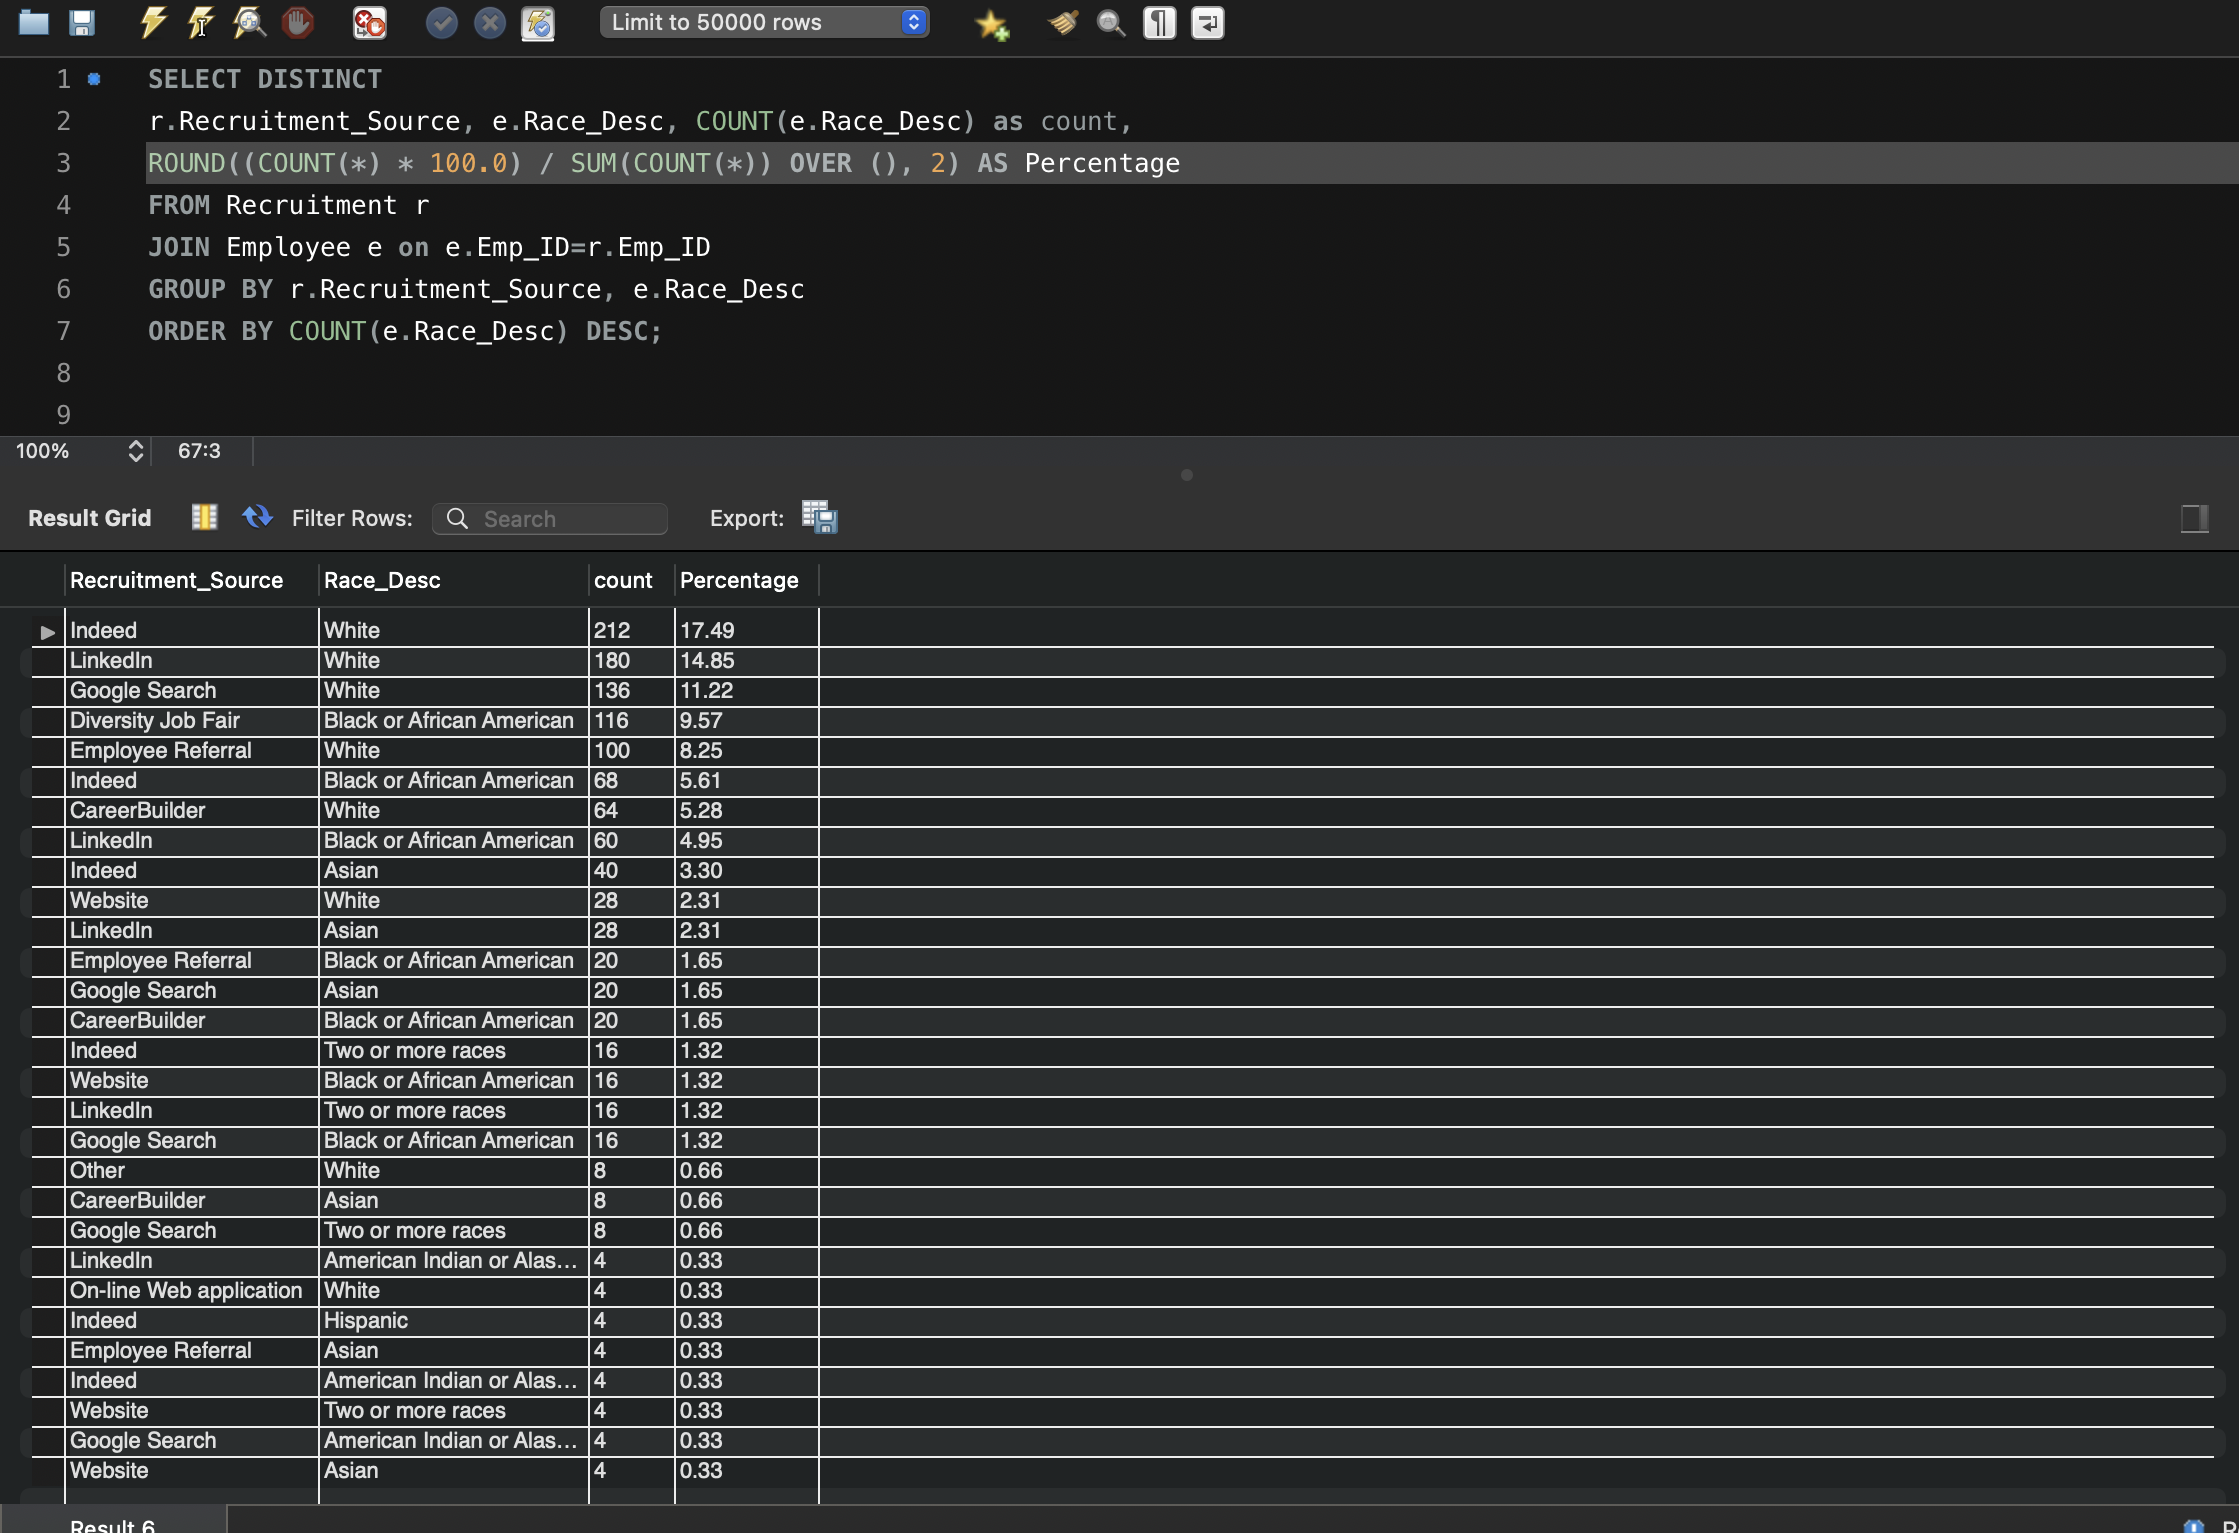 Limit to 50000 rows
1 SELECT DISTINCT
2 r.Recruitment_Source, e.Race_Desc, COUNT(e.Race_Desc) as count,
3 ROUND((COUNT(*) * 100.0) / SUM(COUNT(*)) OVER (), 2) AS Percentage
4 FROM Recruitment r
5 JOIN Employee e on e.Emp_ID=r.Emp_ID
6 GROUP BY r.Recruitment_Source, e.Race_Desc
7 ORDER BY COUNT(e.Race_Desc) DESC;
8
9
100% 67:3
Result Grid Filter Rows: Search Export:
Recruitment_Source Race_Desc count Percentage
Indeed White 212 17.49
LinkedIn White 180 14.85
Google Search White 136 11.22
Diversity Job Fair Black or African American 116 9.57
Employee Referral White 100 8.25
Indeed Black or African American 68 5.61
CareerBuilder White 64 5.28
LinkedIn Black or African American 60 4.95
Indeed Asian 40 3.30
Website White 28 2.31
LinkedIn Asian 28 2.31
Employee Referral Black or African American 20 1.65
Google Search Asian 20 1.65
CareerBuilder Black or African American 20 1.65
Indeed Two or more races 16 1.32
Website Black or African American 16 1.32
LinkedIn Two or more races 16 1.32
Google Search Black or African American 16 1.32
Other White 8 0.66
CareerBuilder Asian 8 0.66
Google Search Two or more races 8 0.66
LinkedIn American Indian or Alas... 4 0.33
On-line Web application White 4 0.33
Indeed Hispanic 4 0.33
Employee Referral Asian 4 0.33
Indeed American Indian or Alas... 4 0.33
Website Two or more races 4 0.33
Google Search American Indian or Alas... 4 0.33
Website Asian 4 0.33
Result 6